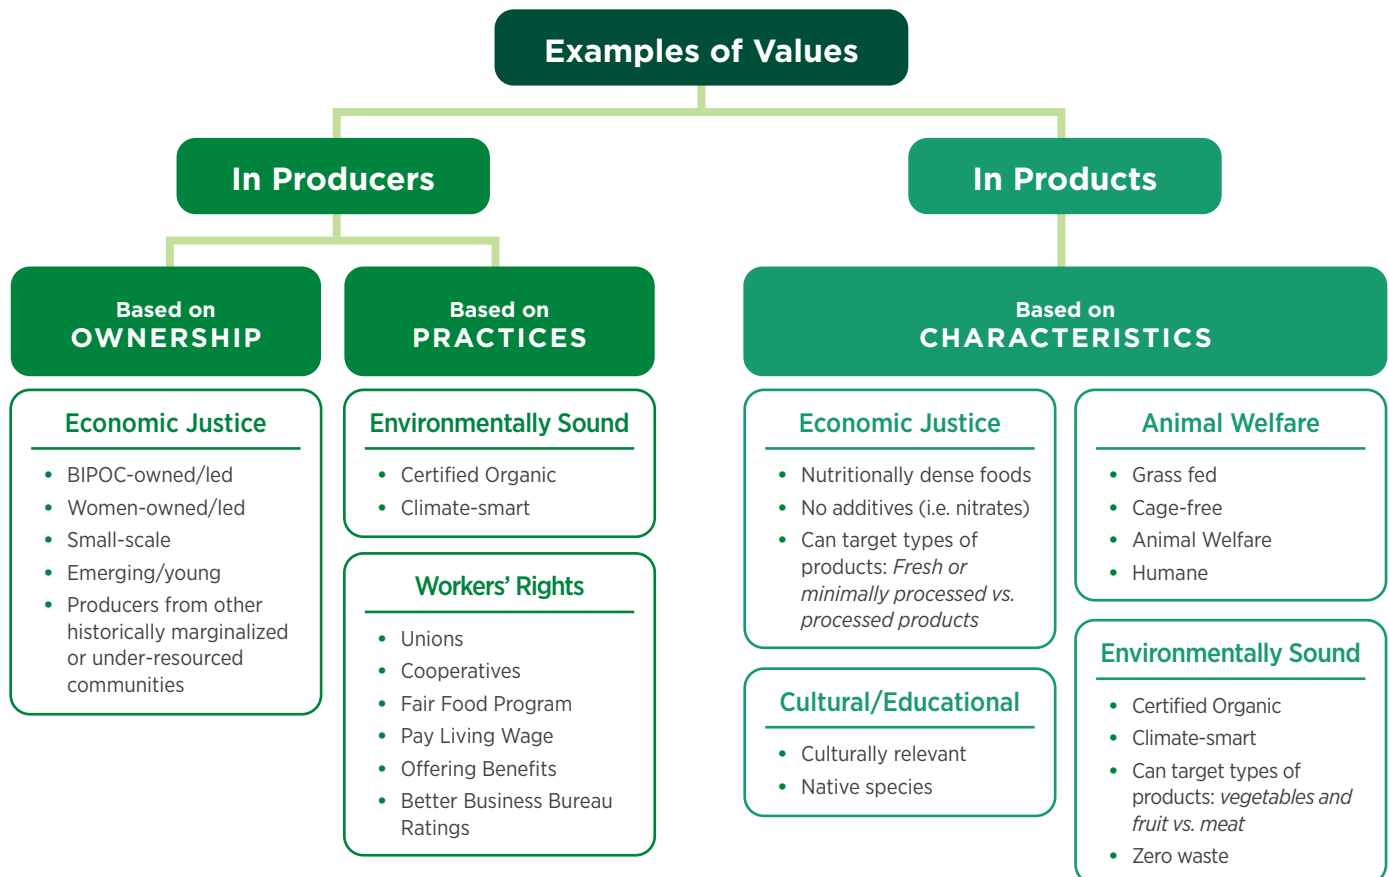 Examples of Values
In Producers
In Products
Based on
OWNERSHIP
Based on
PRACTICES
Based on
CHARACTERISTICS
Economic Justice
• BIPOC-owned/led
• Women-owned/led
• Small-scale
• Emerging/young
• Producers from other
historically marginalized
or under-resourced
communities
Environmentally Sound
• Certified Organic
• Climate-smart
Workers’ Rights
• Unions
• Cooperatives
• Fair Food Program
• Pay Living Wage
• Offering Benefits
• Better Business Bureau
Ratings
Economic Justice
• Nutritionally dense foods
• No additives (i.e. nitrates)
• Can target types of
products: Fresh or
minimally processed vs.
processed products
Cultural/Educational
• Culturally relevant
• Native species
Animal Welfare
• Grass fed
• Cage-free
• Animal Welfare
• Humane
Environmentally Sound
• Certified Organic
• Climate-smart
• Can target types of
products: vegetables and
fruit vs. meat
• Zero waste